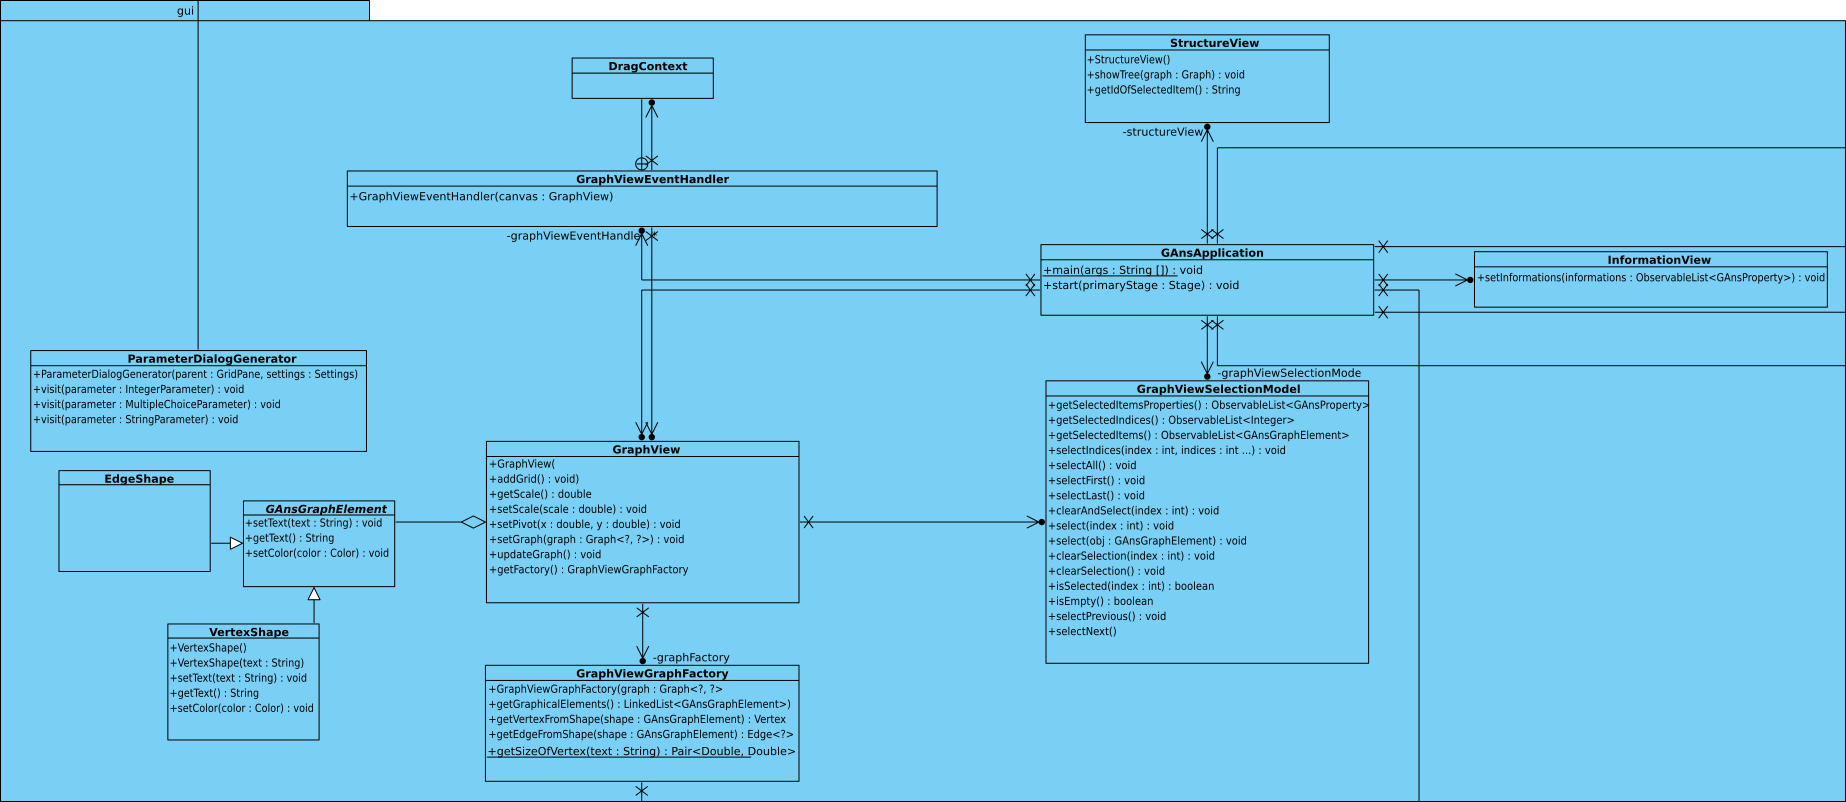 gui
StructureView
+StructureView()
+showTree(graph : Graph) : void
+getIdOfSelectedItem() : String
-structureView
DragContext
GraphViewEventHandler
+GraphViewEventHandler(canvas : GraphView)
-graphViewEventHandler
GAnsApplication
+main(args : String []) : void
+start(primaryStage : Stage) : void
InformationView
+setInformations(informations : ObservableList<GAnsProperty>) : void
ParameterDialogGenerator
+ParameterDialogGenerator(parent : GridPane, settings : Settings)
+visit(parameter : IntegerParameter) : void
+visit(parameter : MultipleChoiceParameter) : void
+visit(parameter : StringParameter) : void
-graphViewSelectionMode
GraphViewSelectionModel
+getSelectedItemsProperties() : ObservableList<GAnsProperty>
+getSelectedIndices() : ObservableList<Integer>
+getSelectedItems() : ObservableList<GAnsGraphElement>
+selectIndices(index : int, indices : int ...) : void
+selectAll() : void
+selectFirst() : void
+selectLast() : void
+clearAndSelect(index : int) : void
+select(index : int) : void
+select(obj : GAnsGraphElement) : void
+clearSelection(index : int) : void
+clearSelection() : void
+isSelected(index : int) : boolean
+isEmpty() : boolean
+selectPrevious() : void
+selectNext()
GraphView
+GraphView(
+addGrid() : void)
+getScale() : double
+setScale(scale : double) : void
+setPivot(x : double, y : double) : void
+setGraph(graph : Graph<?, ?>) : void
+updateGraph() : void
+getFactory() : GraphViewGraphFactory
EdgeShape
GAnsGraphElement
+setText(text : String) : void
+getText() : String
+setColor(color : Color) : void
VertexShape
+VertexShape()
+VertexShape(text : String)
+setText(text : String) : void
+getText() : String
+setColor(color : Color) : void
-graphFactory
GraphViewGraphFactory
+GraphViewGraphFactory(graph : Graph<?, ?>
+getGraphicalElements() : LinkedList<GAnsGraphElement>)
+getVertexFromShape(shape : GAnsGraphElement) : Vertex
+getEdgeFromShape(shape : GAnsGraphElement) : Edge<?>
+getSizeOfVertex(text : String) : Pair<Double, Double>